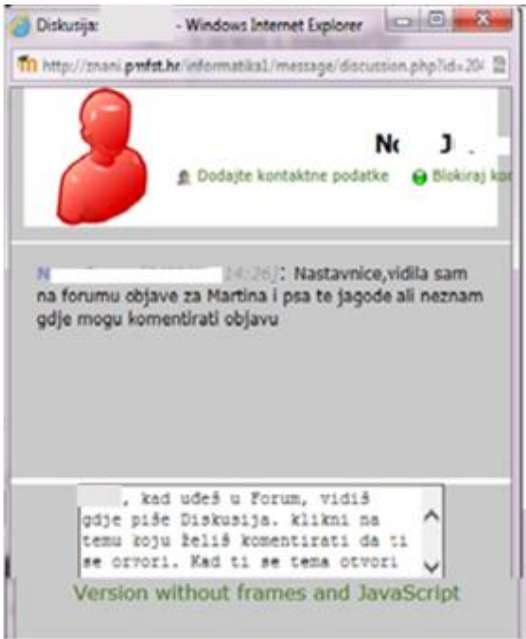 Diskusija: - Windows Internet Explorer
http://znani.pmfst.hr/informatika1/message/discussion.php?id=204
Dodajte kontaktne podatke Blokiraj
14:26]: Nastavnice,vidila sam
na forumu objave za Martina i psa te jagode ali neznam
gdje mogu komentirati objavu
, kad uđeš u Forum, vidiš
gdje piše Diskusija. klikni na
temu koju želiš komentirati da ti
se orvori. Kad ti se tema otvori
Version without frames and JavaScript